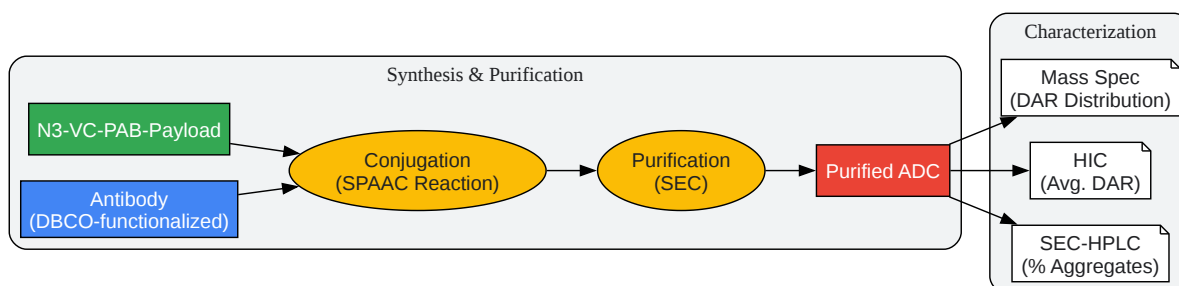 Synthesis & Purification
N3-VC-PAB-Payload
Antibody
(DBCO-functionalized)
Conjugation
(SPAAC Reaction)
Purification
(SEC)
Purified ADC
Characterization
Mass Spec
(DAR Distribution)
HIC
(Avg. DAR)
SEC-HPLC
(% Aggregates)